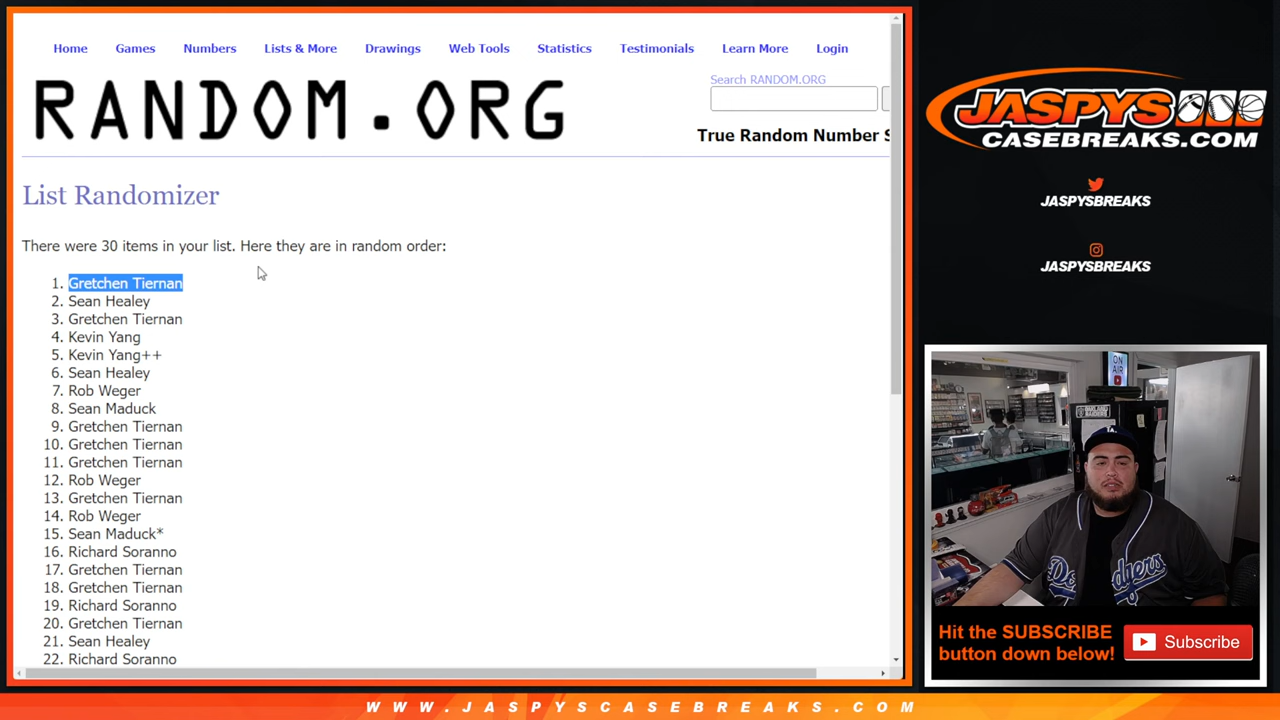 Home Games Numbers Lists & More Drawings Web Tools Statistics Testimonials Learn More Login
RANDOM.ORG
Search RANDOM.ORG
True Random Number S
List Randomizer
There were 30 items in your list. Here they are in random order:
1. Gretchen Tiernan
2. Sean Healey
3. Gretchen Tiernan
4. Kevin Yang
5. Kevin Yang++
6. Sean Healey
7. Rob Weger
8. Sean Maduck
9. Gretchen Tiernan
10. Gretchen Tiernan
11. Gretchen Tiernan
12. Rob Weger
13. Gretchen Tiernan
14. Rob Weger
15. Sean Maduck*
16. Richard Soranno
17. Gretchen Tiernan
18. Gretchen Tiernan
19. Richard Soranno
20. Gretchen Tiernan
21. Sean Healey
22. Richard Soranno
JASPYS
CASEBREAKS.COM
JASPYSBREAKS
JASPYSBREAKS
ON
AIR
OAKLAND
RAIDERS
LA
Dodgers
Hit the SUBSCRIBE
button down below!
Subscribe
WWW.JASPYSCASEBREAKS.COM